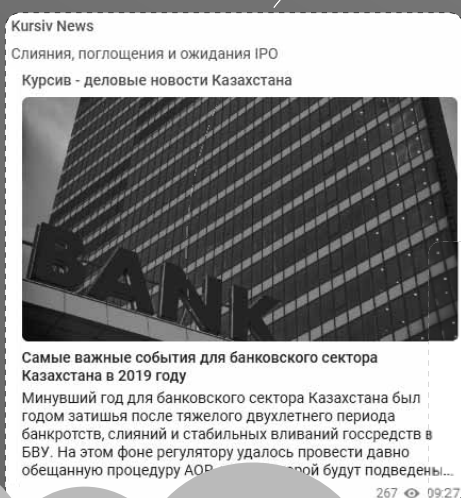 Kursiv News
Слияния, поглощения и ожидания IPO
Курсив - деловые новости Казахстана
BANK
Самые важные события для банковского сектора
Казахстана в 2019 году
Минувший год для банковского сектора Казахстана был
годом затишья после тяжелого двухлетнего периода
банкротств, слияний и стабильных вливаний госсредств в
БВУ. На этом фоне регулятору удалось провести давно
обещанную процедуру будут подведены...
267 09:27